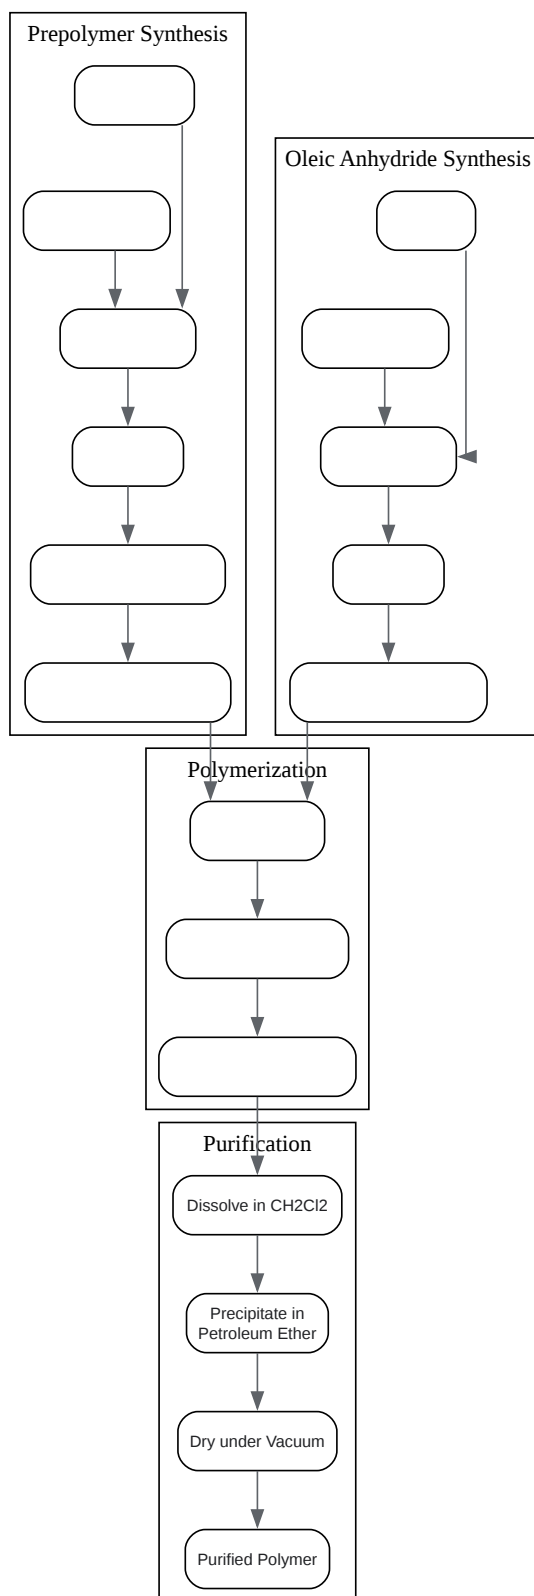 Prepolymer Synthesis
Oleic Anhydride Synthesis
Polymerization
Purification
Dissolve in CH2Cl2
Precipitate in
Petroleum Ether
Dry under Vacuum
Purified Polymer